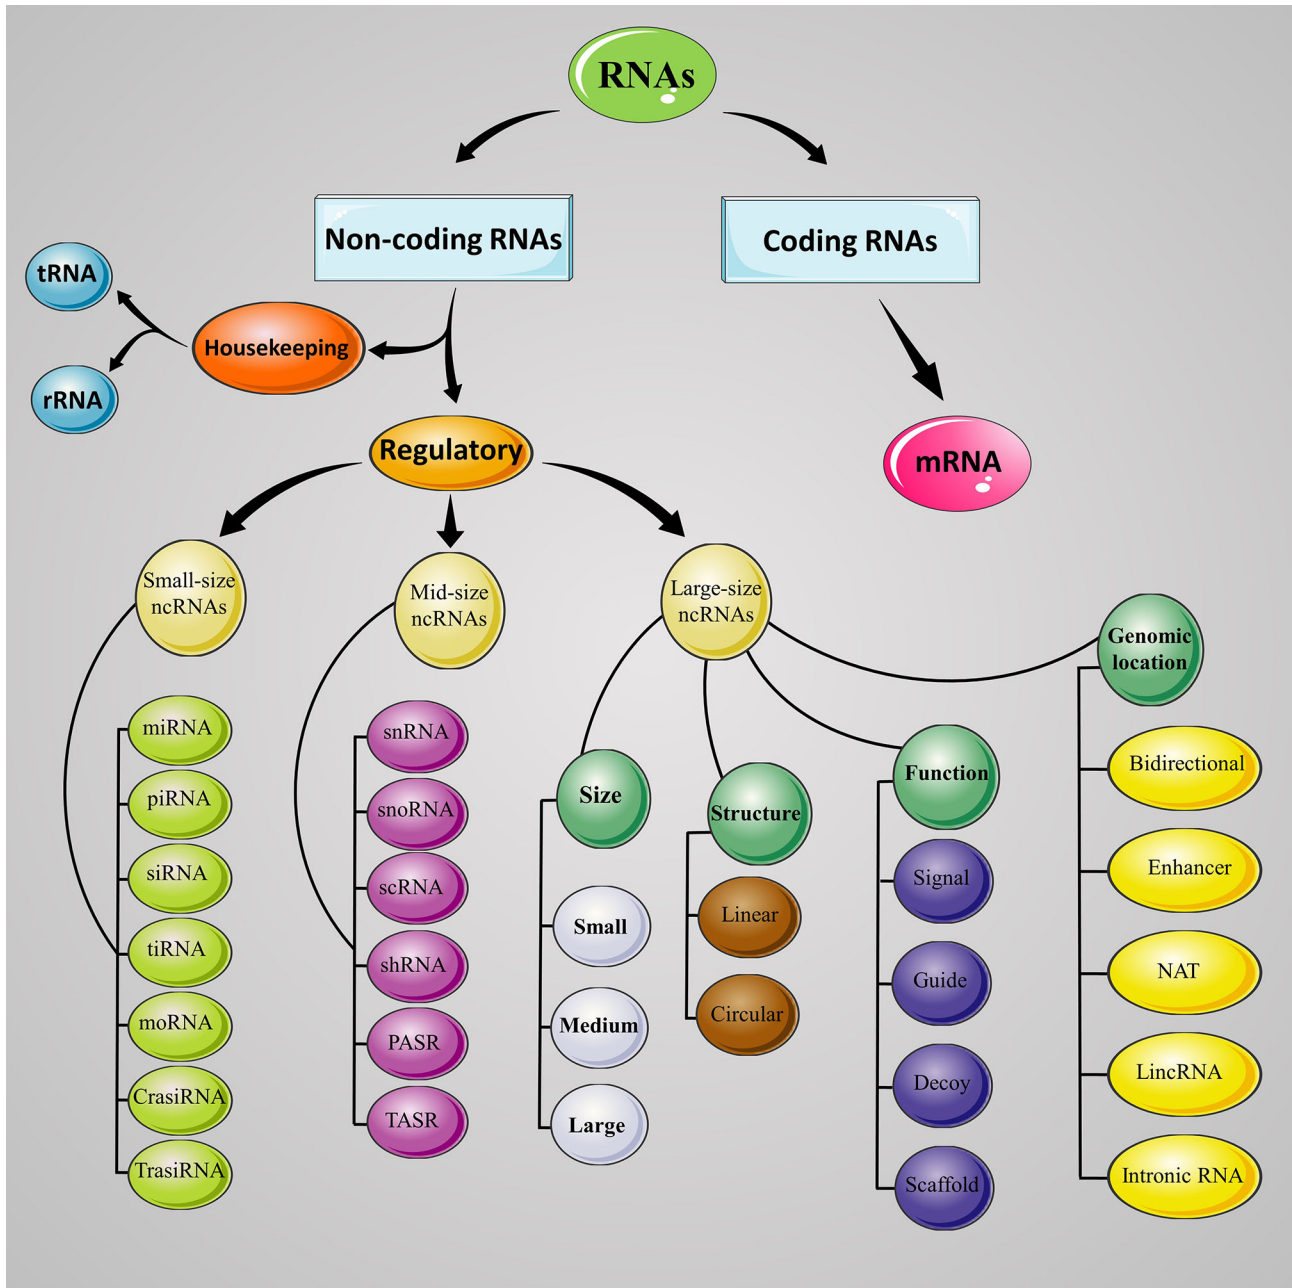 RNAs
Non-coding RNAs
Coding RNAs
tRNA
Housekeeping
rRNA
Regulatory
mRNA
Small-size
ncRNAs
Mid-size
ncRNAs
Large-size
ncRNAs
Genomic
location
miRNA
piRNA
siRNA
tiRNA
moRNA
CrasiRNA
TrasiRNA
snRNA
snoRNA
scRNA
shRNA
PASR
TASR
Size
Small
Medium
Large
Structure
Linear
Circular
Function
Signal
Guide
Decoy
Scaffold
Bidirectional
Enhancer
NAT
LincRNA
Intronic RNA